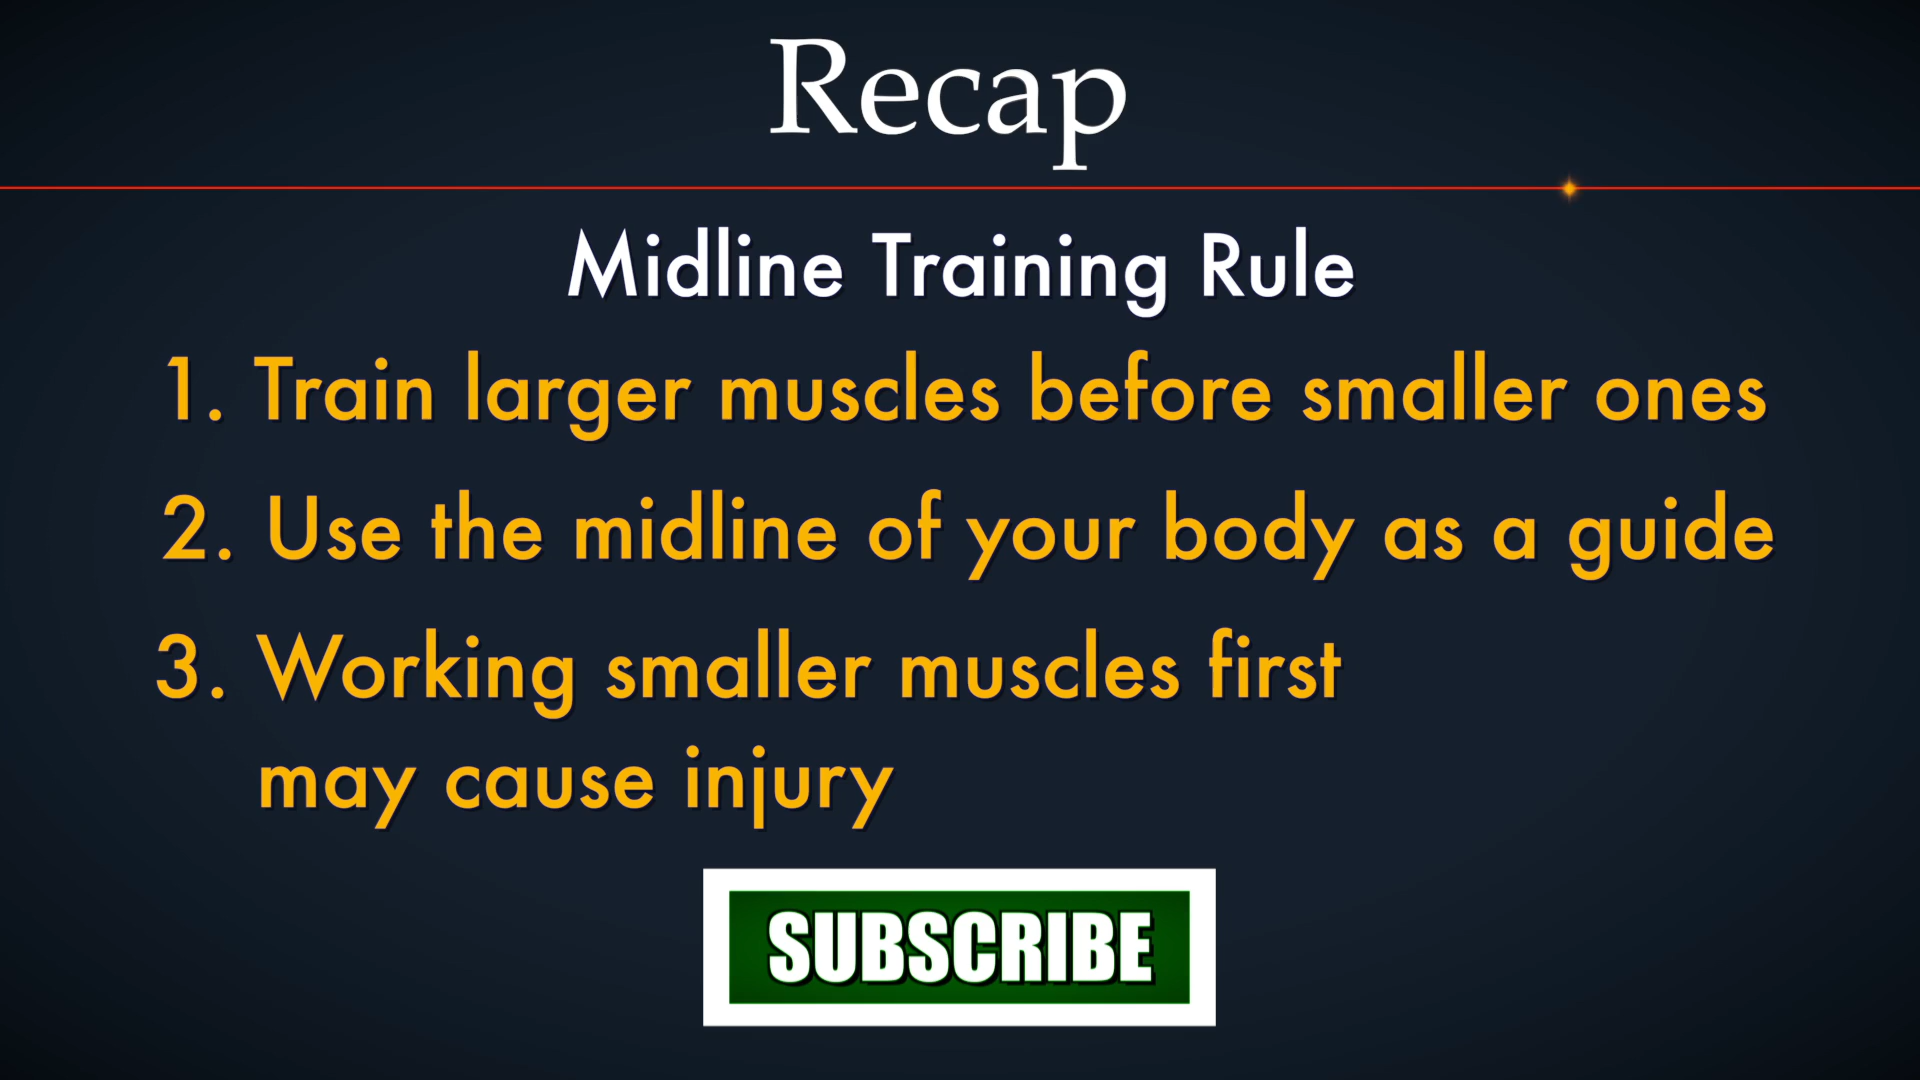 Recap
Midline Training Rule
1. Train larger muscles before smaller ones
2. Use the midline of your body as a guide
3. Working smaller muscles first
may cause injury
SUBSCRIBE